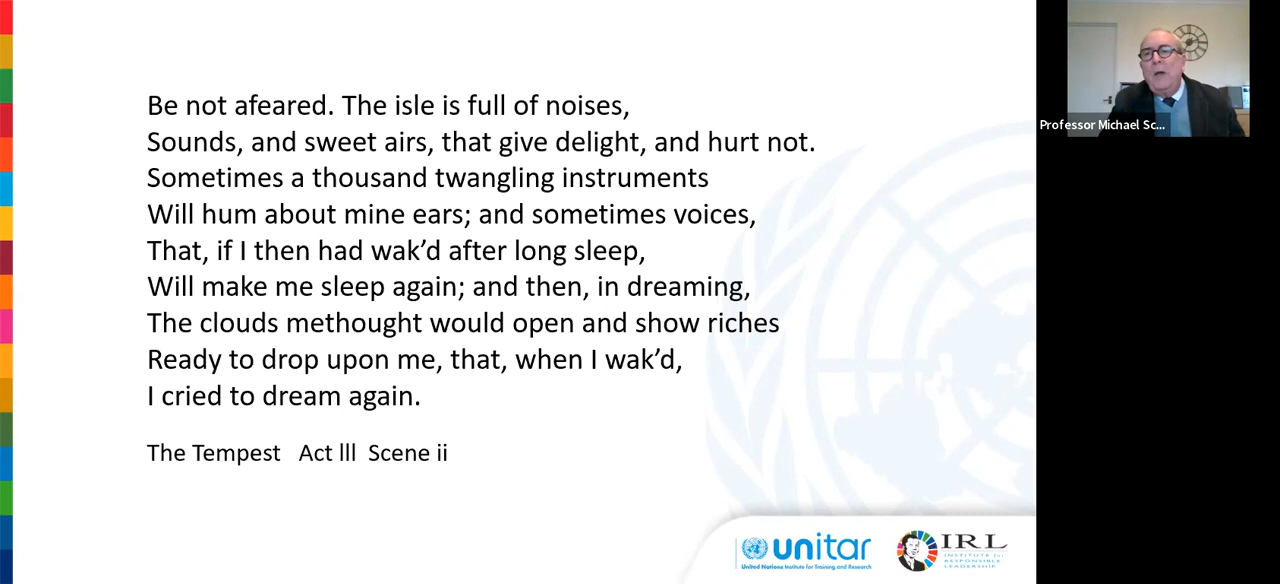 Be not afeared. The isle is full of noises,
Sounds, and sweet airs, that give delight, and hurt not.
Sometimes a thousand twangling instruments
Will hum about mine ears; and sometimes voices,
That, if I then had wak’d after long sleep,
Will make me sleep again; and then, in dreaming,
The clouds methought would open and show riches
Ready to drop upon me, that, when I wak’d,
I cried to dream again.
The Tempest Act lll Scene ii
Professor Michael Sc...
unitar
United Nations Institute for Training and Research
IRL
INSTITUTE for
RESPONSIBLE
LEADERSHIP